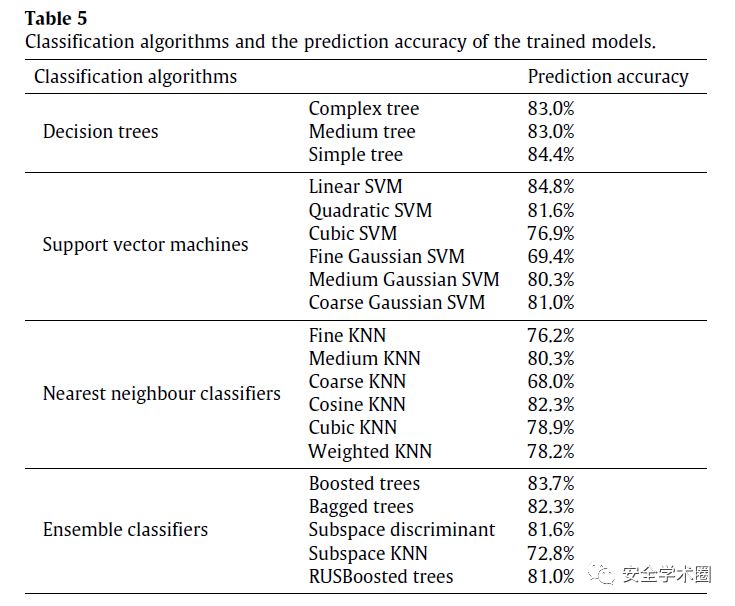 Table 5
Classification algorithms and the prediction accuracy of the trained models.
Classification algorithms Prediction accuracy
Decision trees
Complex tree 83.0%
Medium tree 83.0%
Simple tree 84.4%
Support vector machines
Linear SVM 84.8%
Quadratic SVM 81.6%
Cubic SVM 76.9%
Fine Gaussian SVM 69.4%
Medium Gaussian SVM 80.3%
Coarse Gaussian SVM 81.0%
Nearest neighbour classifiers
Fine KNN 76.2%
Medium KNN 80.3%
Coarse KNN 68.0%
Cosine KNN 82.3%
Cubic KNN 78.9%
Weighted KNN 78.2%
Ensemble classifiers
Boosted trees 83.7%
Bagged trees 82.3%
Subspace discriminant 81.6%
Subspace KNN 72.8%
RUSBoosted trees 81.0%
安全学术圈